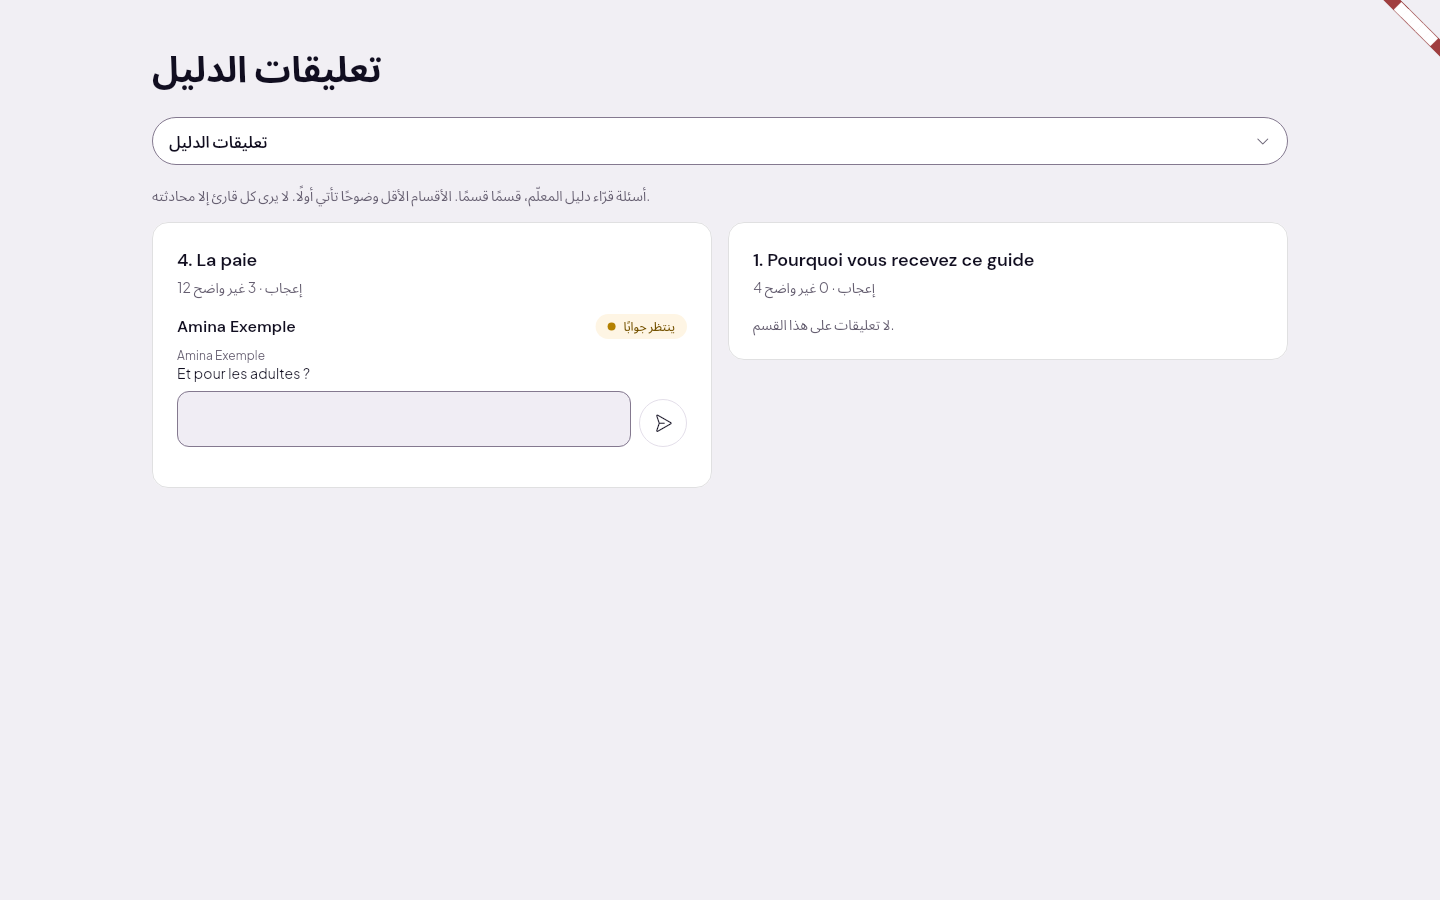 تعليقات الدليل
تعليقات الدليل
أسئلة قرّاء دليل المعلّم، قسمًا قسمًا. الأقسام الأقل وضوحًا تأتي أولًا. لا يرى كل قارئ إلا محادثته.
4. La paie
12 إعجاب · 3 غير واضح
Amina Exemple
ينتظر جوابًا
Amina Exemple
Et pour les adultes ?
1. Pourquoi vous recevez ce guide
4 إعجاب · 0 غير واضح
لا تعليقات على هذا القسم.